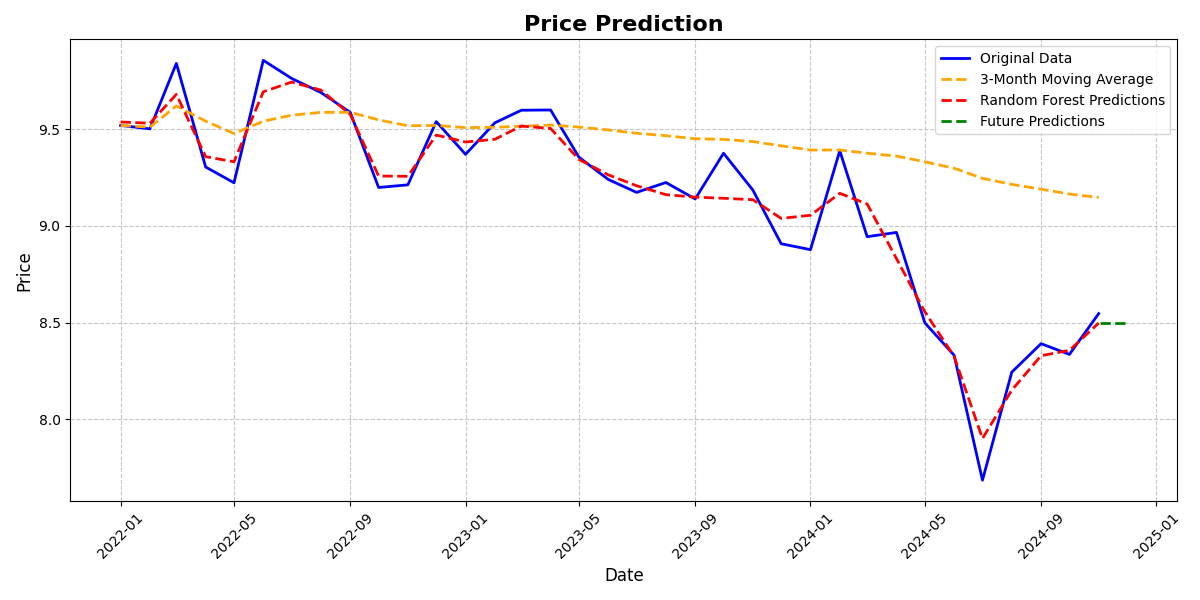 Price Prediction
Original Data
3-Month Moving Average
Random Forest Predictions
Future Predictions
Price
9.5
9.0
8.5
8.0
2022-01
2022-05
2022-09
2023-01
2023-05
2023-09
2024-01
2024-05
2024-09
2025-01
Date